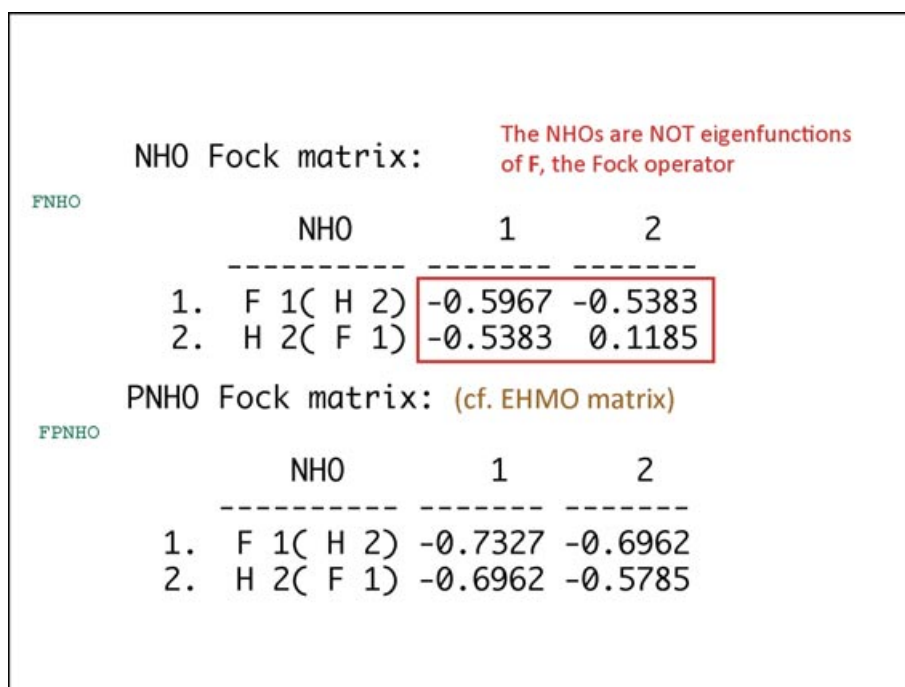 NHO Fock matrix:
The NHOs are NOT eigenfunctions
of F, the Fock operator
FNHO
NHO 1 2
---------- ------- -------
1. F 1( H 2) -0.5967 -0.5383
2. H 2( F 1) -0.5383 0.1185
PNHO Fock matrix: (cf. EHMO matrix)
FPNHO
NHO 1 2
---------- ------- -------
1. F 1( H 2) -0.7327 -0.6962
2. H 2( F 1) -0.6962 -0.5785